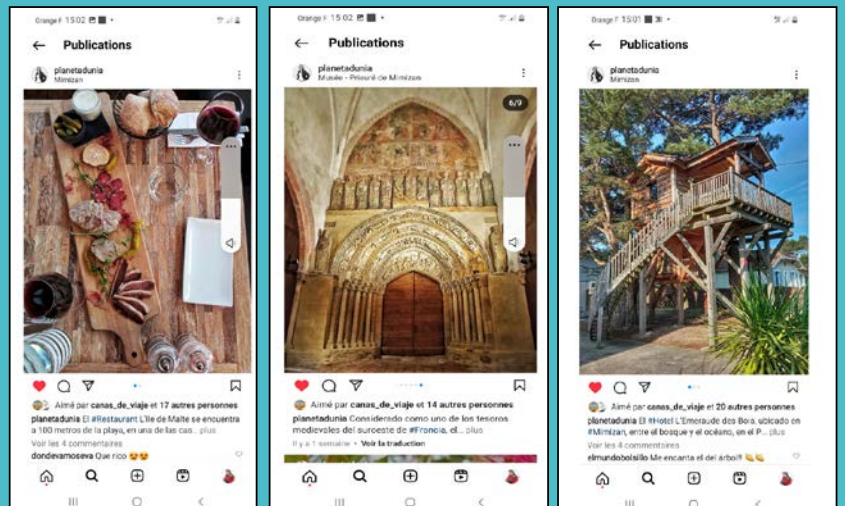 Orange F 15:02
Publications
planetadunia
Mimizan
Aimé par canas_de_viaje et 17 autres personnes
planetadunia El #Restaurant L'île de Malte se encuentra
a 100 metros de la playa, en una de las cas... plus
Voir les 4 commentaires
dondevamoseva Que rico 😍😍
Orange F 15:02
Publications
planetadunia
Musée - Prieuré de Mimizan
6/9
Aimé par canas_de_viaje et 14 autres personnes
planetadunia Considerado como uno de los tesoros
medievales del suroeste de #Francia, el... plus
Il y a 1 semaine • Voir la traduction
Orange F 15:01
Publications
planetadunia
Mimizan
Aimé par canas_de_viaje et 20 autres personnes
planetadunia El #Hotel L'Emeraude des Bois, ubicado en
#Mimizan, entre el bosque y el océano, en el P... plus
Voir les 4 commentaires
elmundobolsillo Me encanta el del árbol!! 👏👏